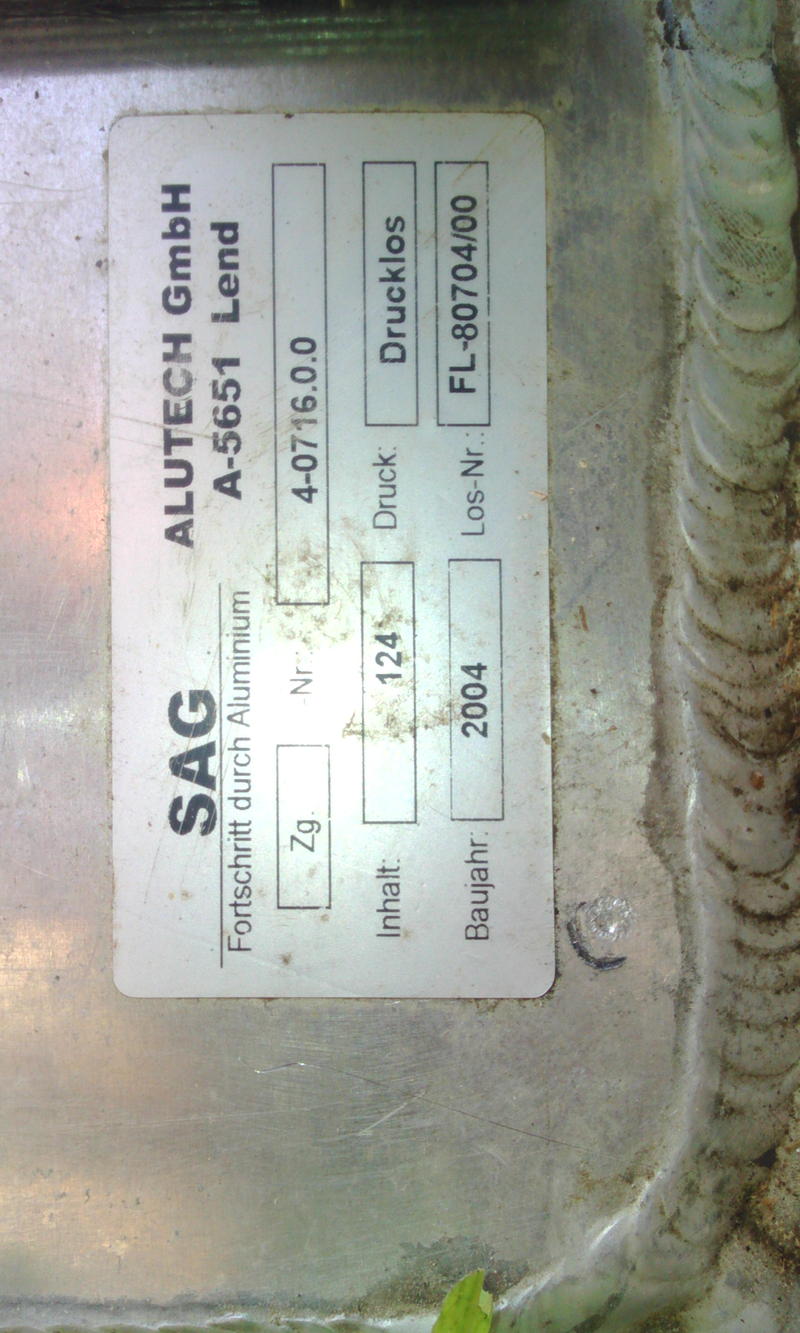 SAG ALUTECH GmbH
Fortschritt durch Aluminium A-5651 Lend
Zg. -Nr.: 4-0716.0.0
Inhalt: 124 Druck: Drucklos
Baujahr: 2004 Los-Nr.: FL-80704/00